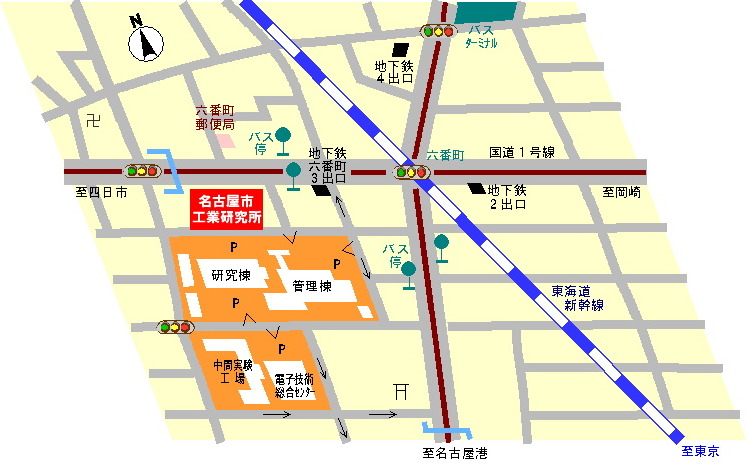 N
バス
ターミナル
地下鉄
4出口
六番町
郵便局
バス
停
地下鉄
六番町
3出口
六番町
国道1号線
至四日市
地下鉄
2出口
至岡崎
名古屋市
工業研究所
P
研究棟
P
管理棟
P
バス
停
東海道
新幹線
P
中間実験
工場
電子技術
総合センター
至名古屋港
至東京